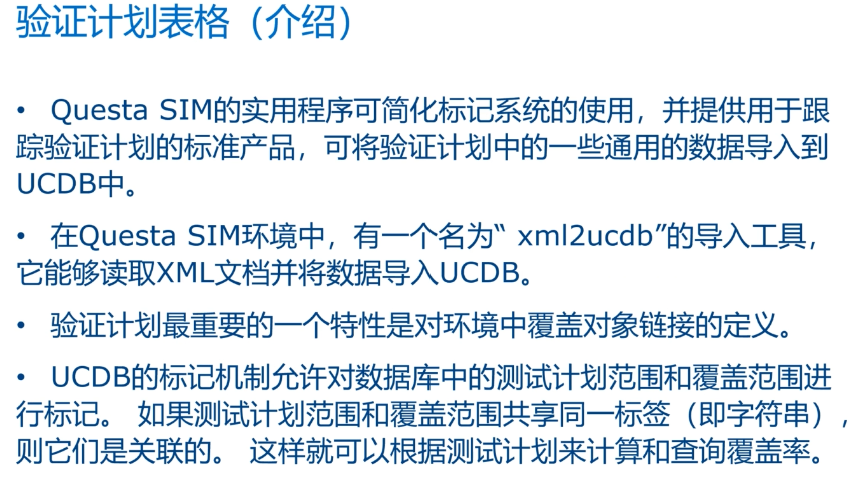 验证计划表格（介绍）
• Questa SIM的实用程序可简化标记系统的使用，并提供用于跟
踪验证计划的标准产品，可将验证计划中的一些通用的数据导入到
UCDB中。
• 在Questa SIM环境中，有一个名为“ xml2ucdb”的导入工具，
它能够读取XML文档并将数据导入UCDB。
• 验证计划最重要的一个特性是对环境中覆盖对象链接的定义。
• UCDB的标记机制允许对数据库中的测试计划范围和覆盖范围进
行标记。 如果测试计划范围和覆盖范围共享同一标签（即字符串），
则它们是关联的。 这样就可以根据测试计划来计算和查询覆盖率。